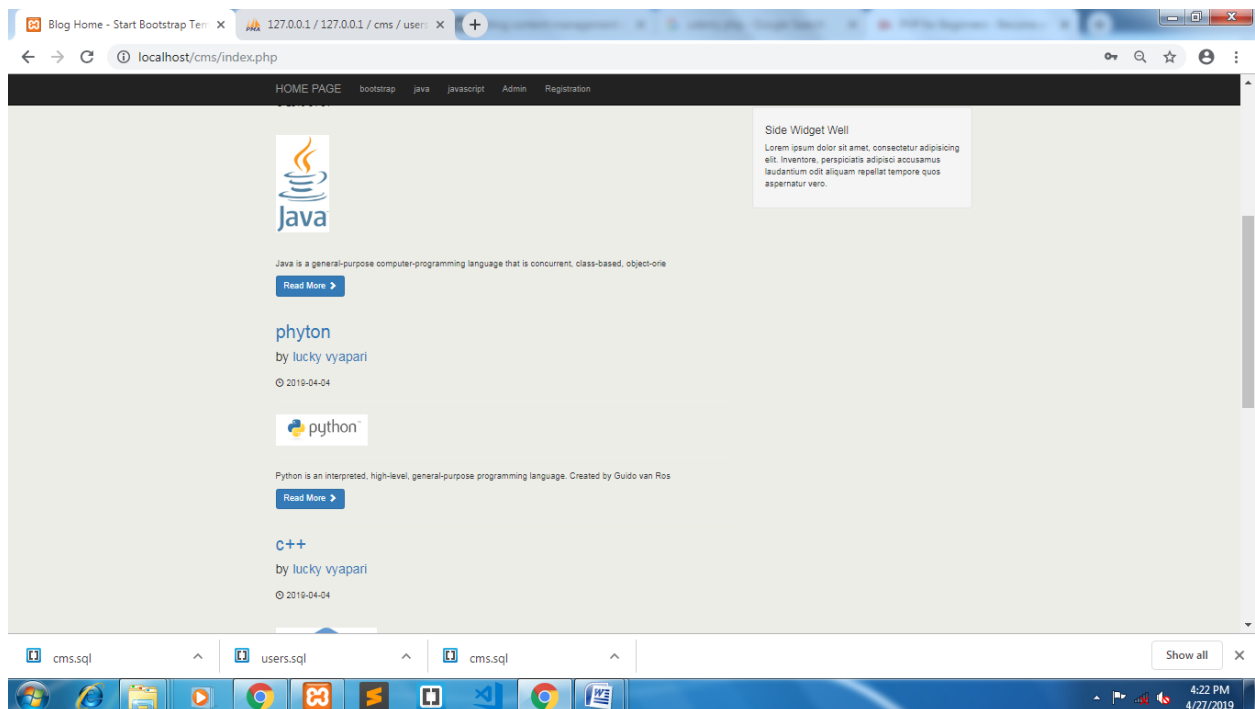 Blog Home - Start Bootstrap Tem
127.0.0.1 / 127.0.0.1 / cms / users
localhost/cms/index.php
HOME PAGE bootstrap java javascript Admin Registration
Java
Java is a general-purpose computer-programming language that is concurrent, class-based, object-orie
Read More
phyton
by lucky vyapari
2019-04-04
python
Python is an interpreted, high-level, general-purpose programming language. Created by Guido van Ros
Read More
c++
by lucky vyapari
2019-04-04
Side Widget Well
Lorem ipsum dolor sit amet, consectetur adipisicing
elit. Inventore, perspiciatis adipisci accusamus
laudantium odit aliquam repellat tempore quos
aspernatur vero.
cms.sql
users.sql
cms.sql
Show all
4:22 PM
4/27/2019